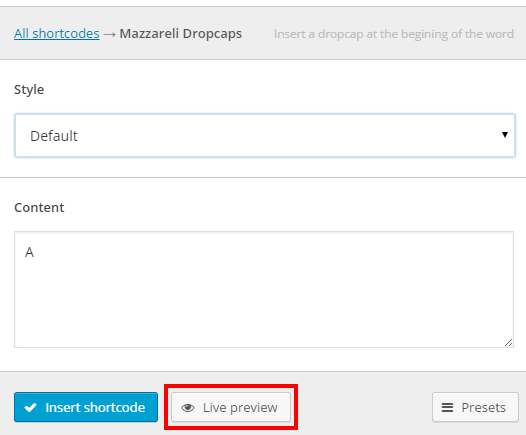 All shortcodes → Mazzareli Dropcaps Insert a dropcap at the begining of the word
Style
Default
Content
A
Insert shortcode Live preview Presets